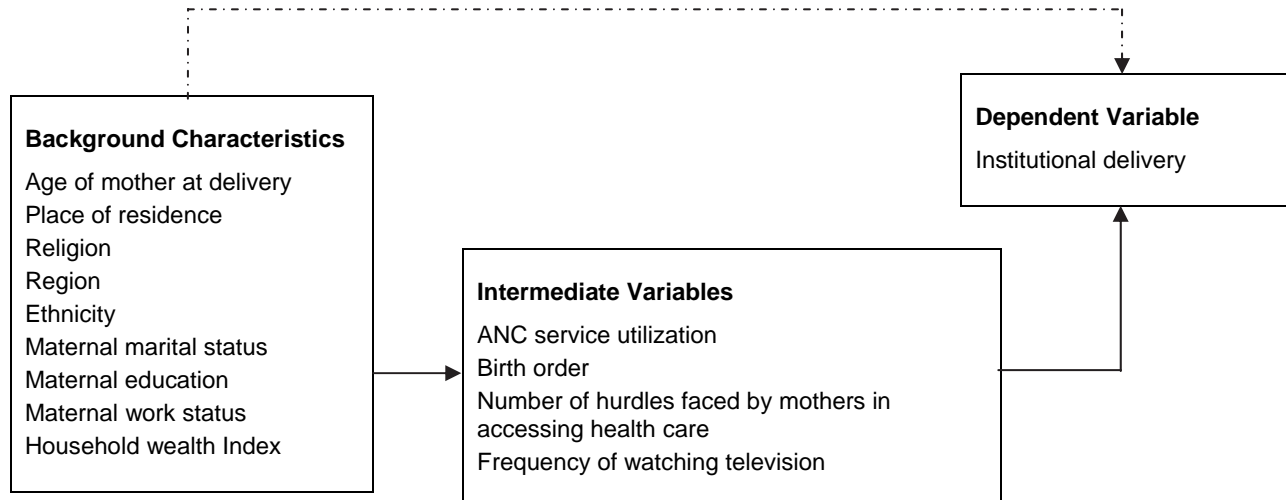 Background Characteristics
Age of mother at delivery
Place of residence
Religion
Region
Ethnicity
Maternal marital status
Maternal education
Maternal work status
Household wealth Index
Intermediate Variables
ANC service utilization
Birth order
Number of hurdles faced by mothers in
accessing health care
Frequency of watching television
Dependent Variable
Institutional delivery